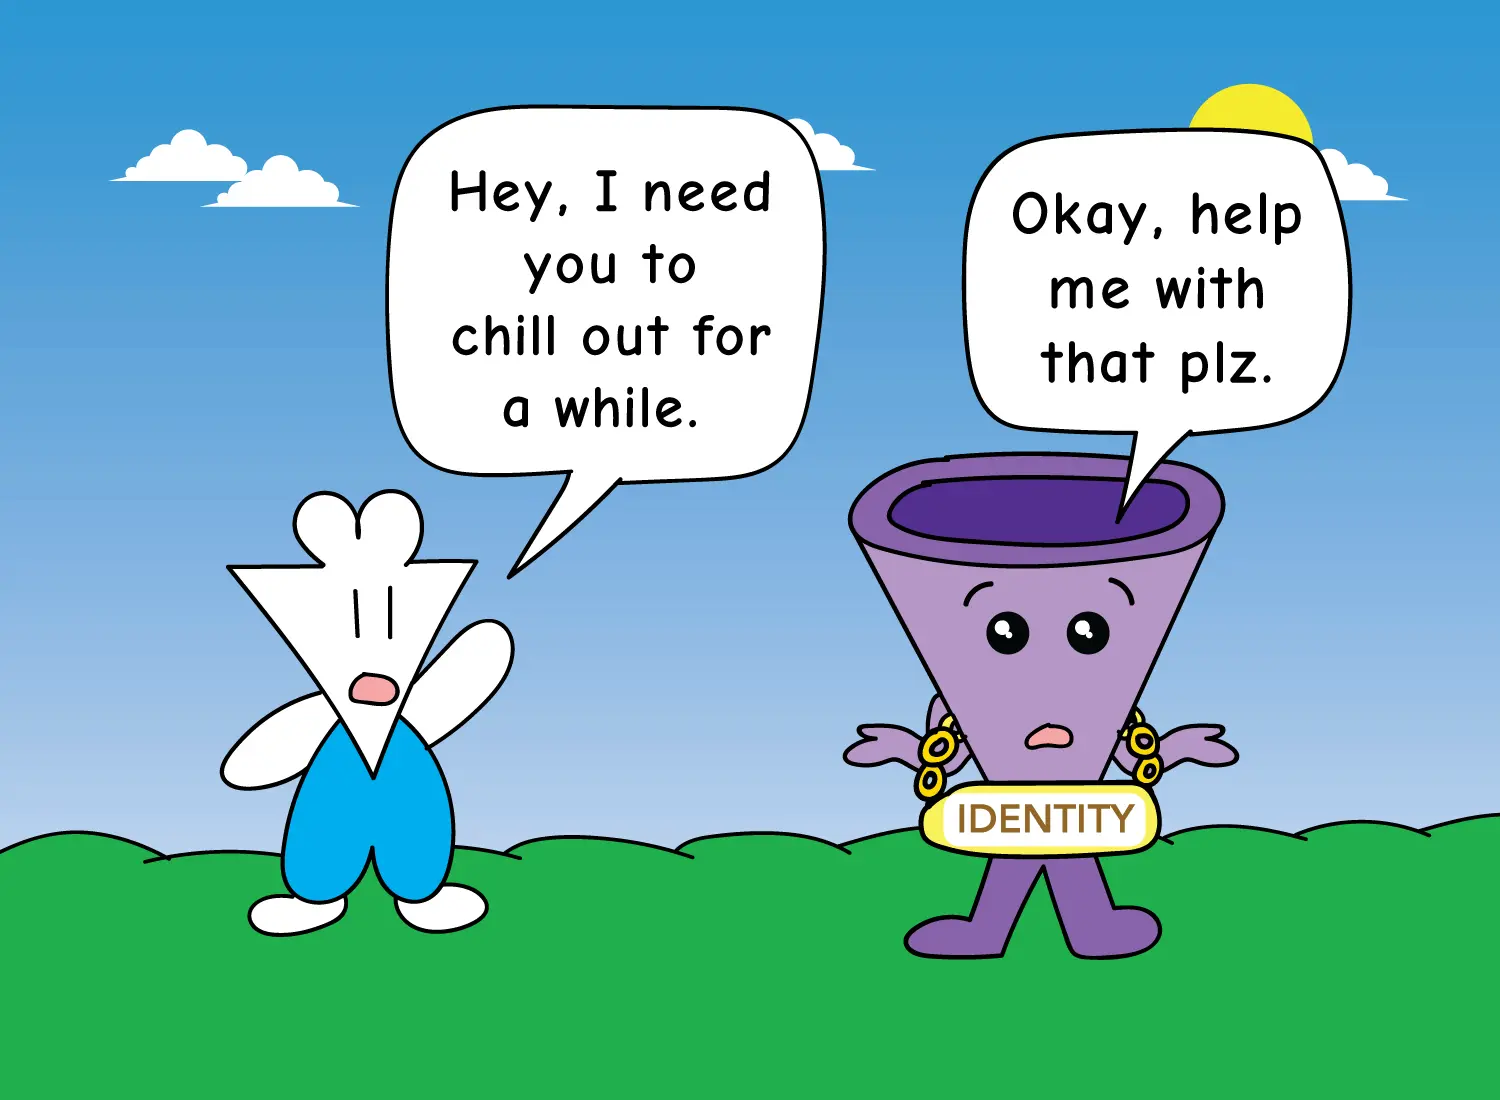 Hey, I need
you to
chill out for
a while.
Okay, help
me with
that plz.
IDENTITY